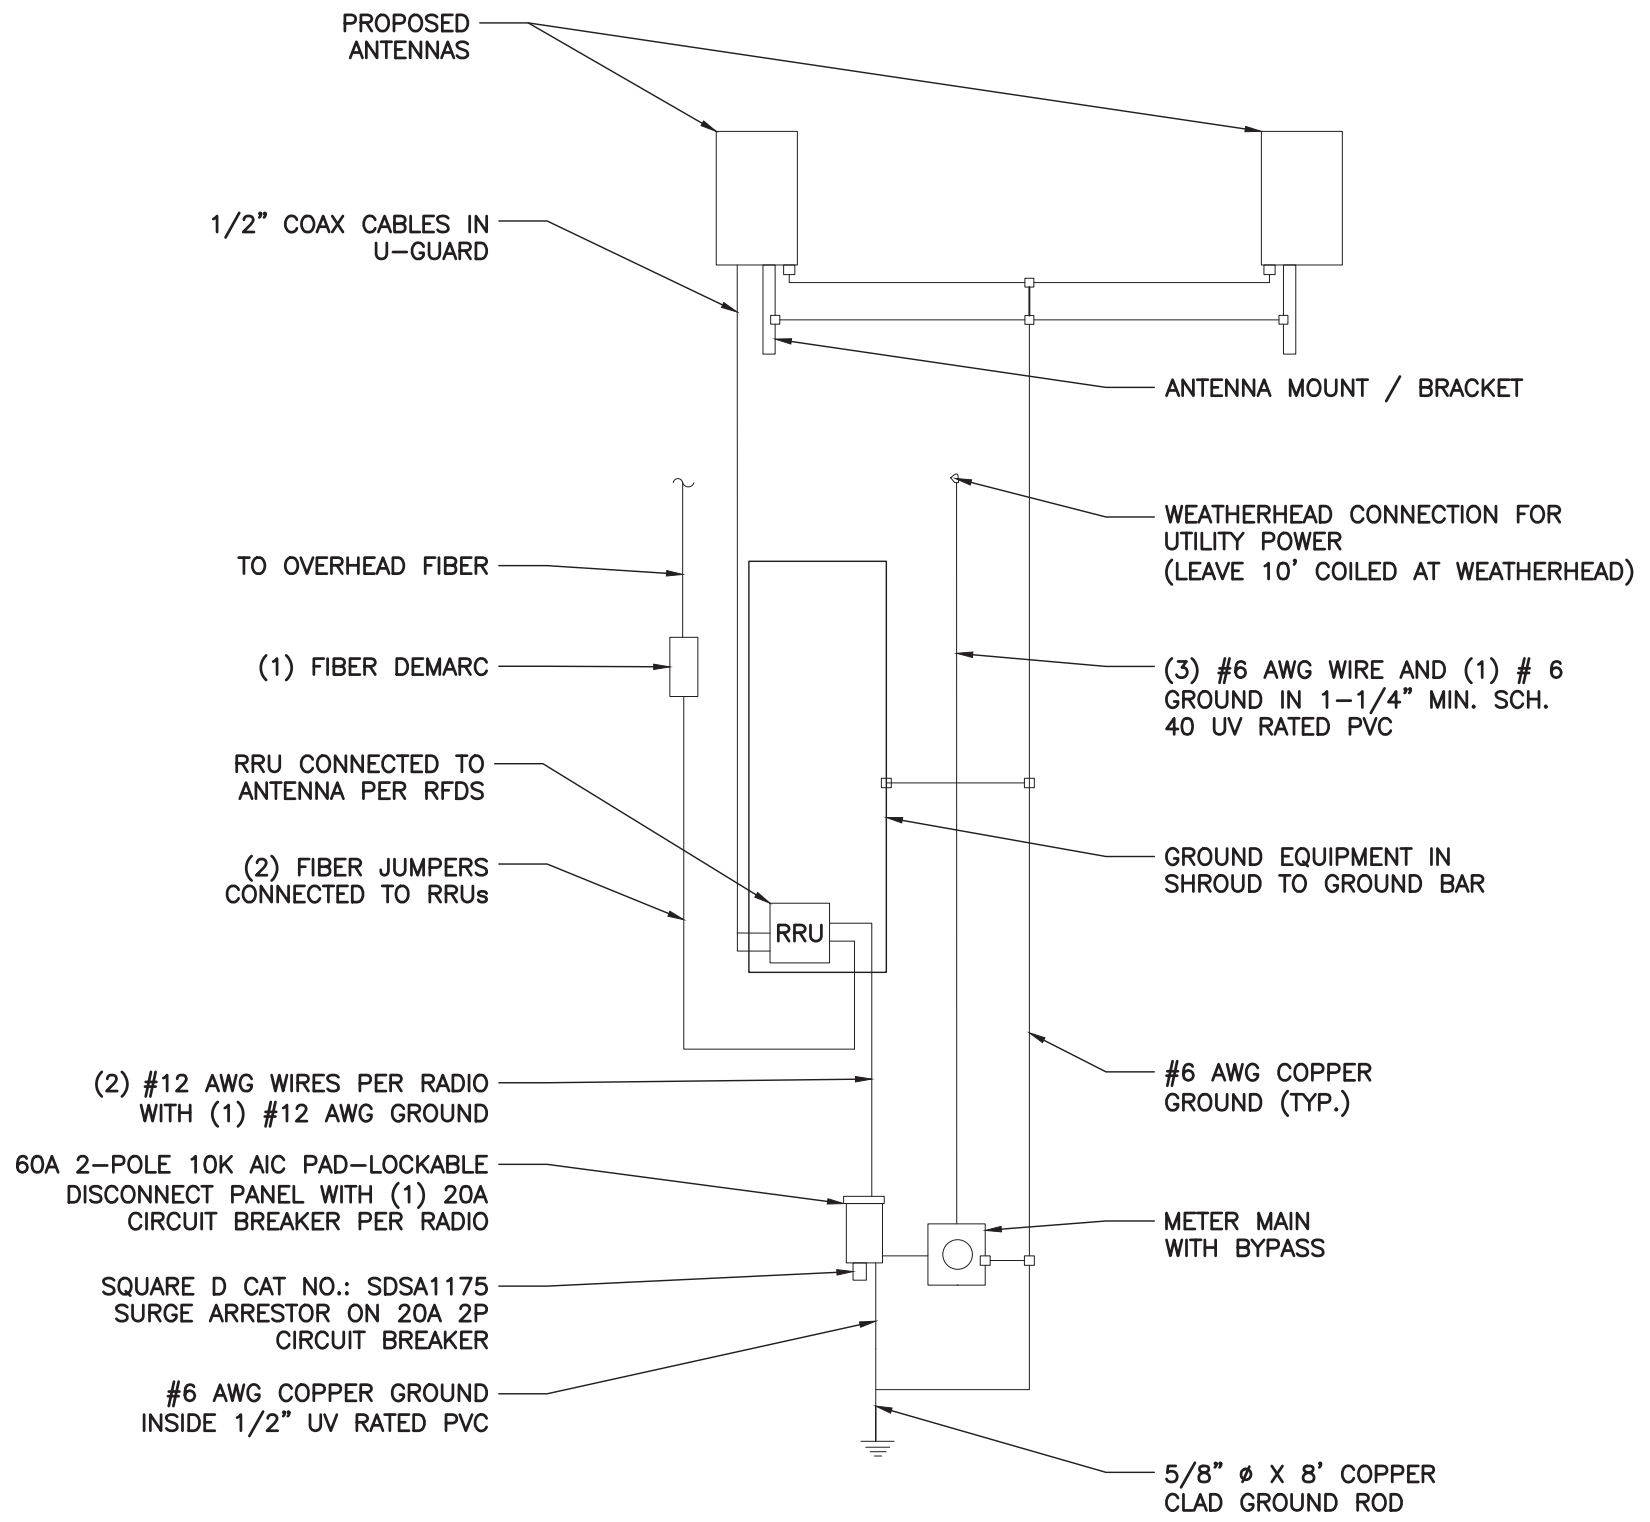 PROPOSED
ANTENNAS
1/2" COAX CABLES IN
U-GUARD
ANTENNA MOUNT / BRACKET
WEATHERHEAD CONNECTION FOR
UTILITY POWER
(LEAVE 10' COILED AT WEATHERHEAD)
TO OVERHEAD FIBER
(1) FIBER DEMARC
(3) #6 AWG WIRE AND (1) # 6
GROUND IN 1-1/4" MIN. SCH.
40 UV RATED PVC
RRU CONNECTED TO
ANTENNA PER RFDS
(2) FIBER JUMPERS
CONNECTED TO RRUs
GROUND EQUIPMENT IN
SHROUD TO GROUND BAR
RRU
(2) #12 AWG WIRES PER RADIO
WITH (1) #12 AWG GROUND
#6 AWG COPPER
GROUND (TYP.)
60A 2-POLE 10K AIC PAD-LOCKABLE
DISCONNECT PANEL WITH (1) 20A
CIRCUIT BREAKER PER RADIO
METER MAIN
WITH BYPASS
SQUARE D CAT NO.: SDSA1175
SURGE ARRESTOR ON 20A 2P
CIRCUIT BREAKER
#6 AWG COPPER GROUND
INSIDE 1/2" UV RATED PVC
5/8" ø X 8' COPPER
CLAD GROUND ROD